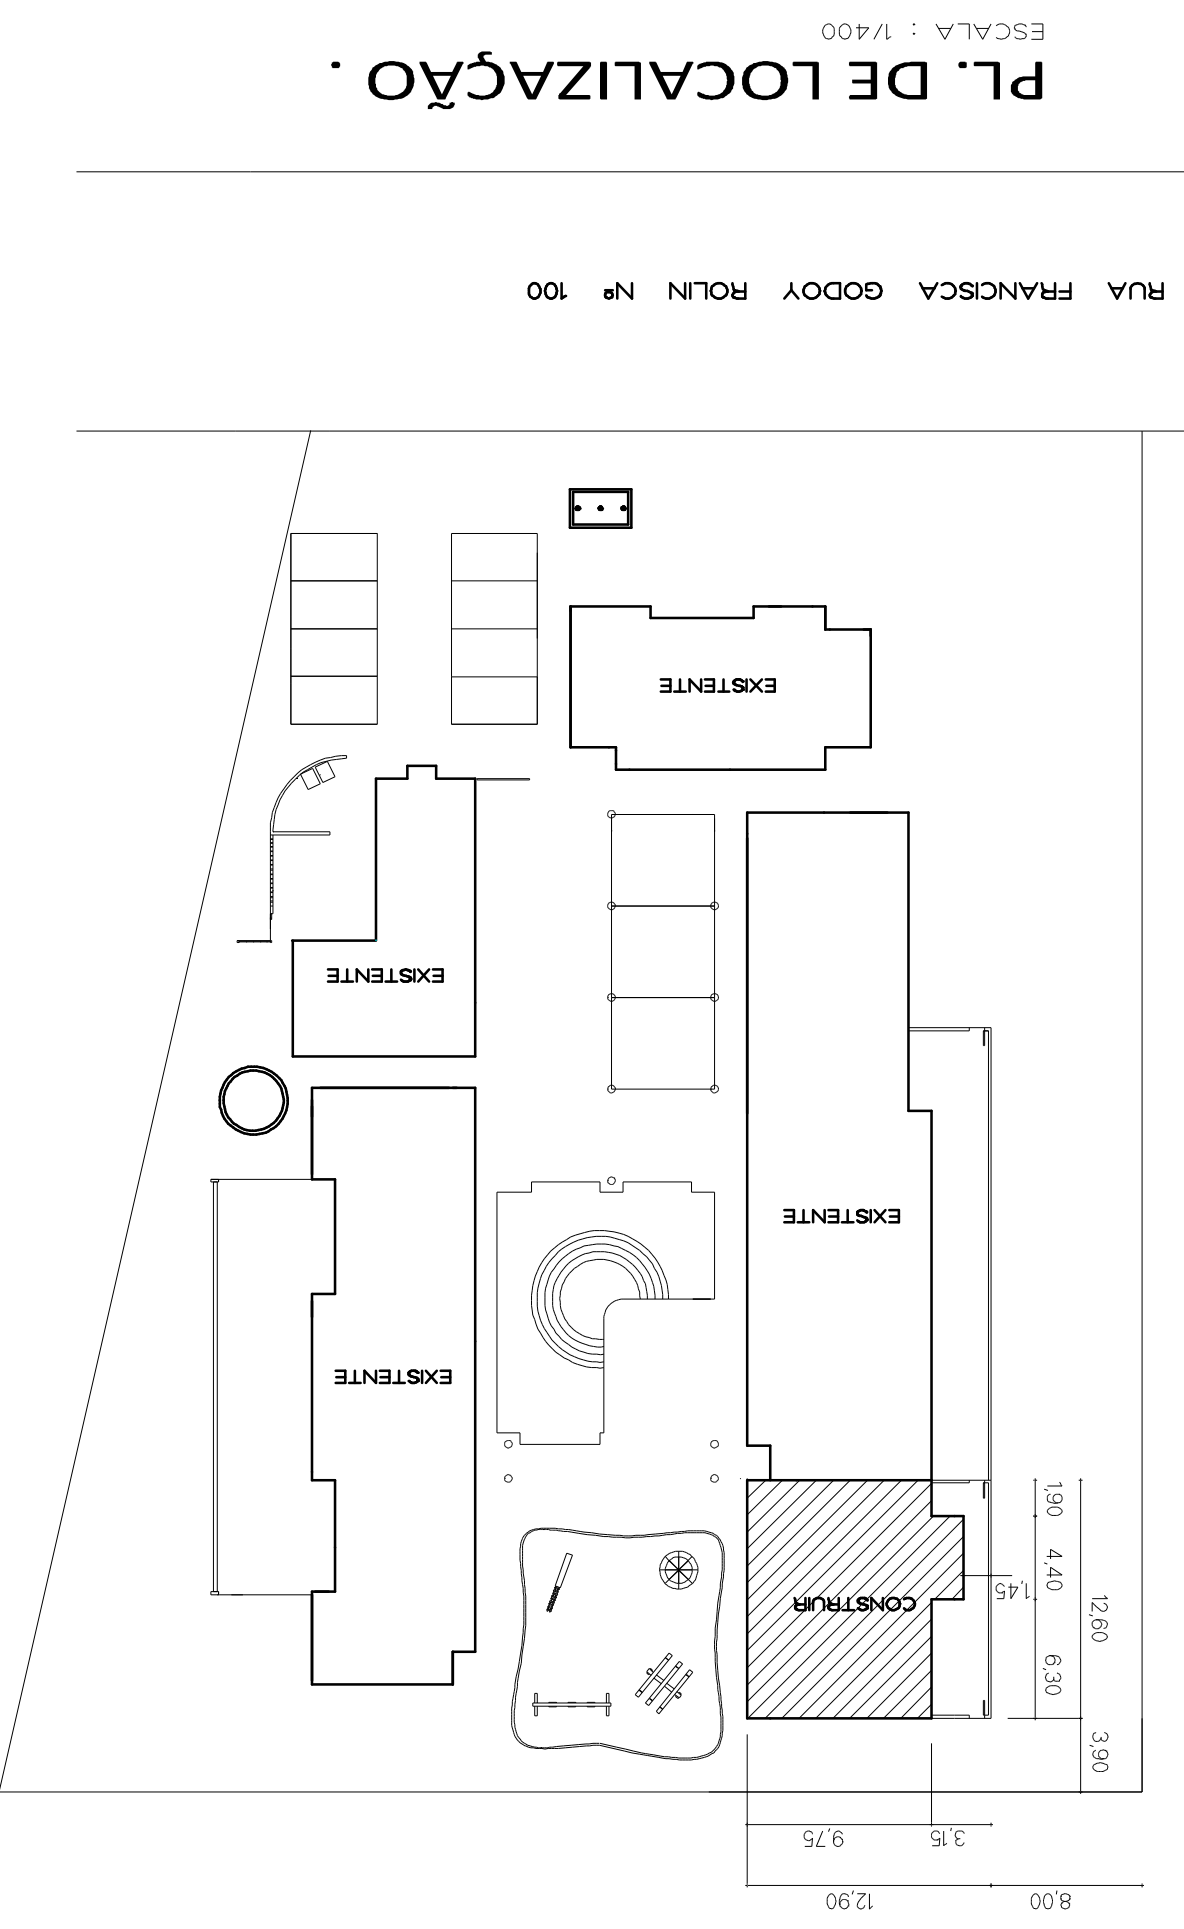 8,00
12,90
3,15
9,75
3,90
6,30
12,60
CONSTRUIR
1,45
4,40
1,90
EXISTENTE
EXISTENTE
EXISTENTE
EXISTENTE
RUA FRANCISCA GODOY ROLIN Nº 100
PL. DE LOCALIZAÇÃO .
ESCALA : 1/400